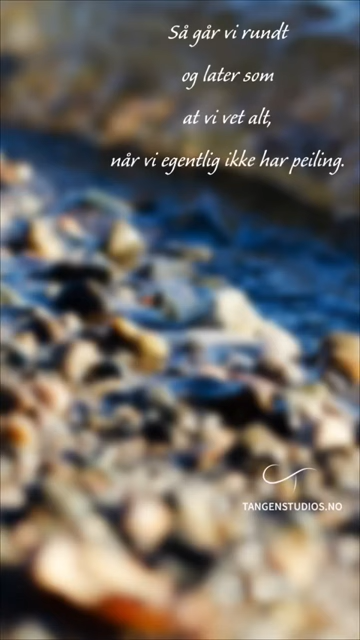 Så går vi rundt
og later som
at vi vet alt,
når vi egentlig ikke har peiling.
TANGENSTUDIOS.NO